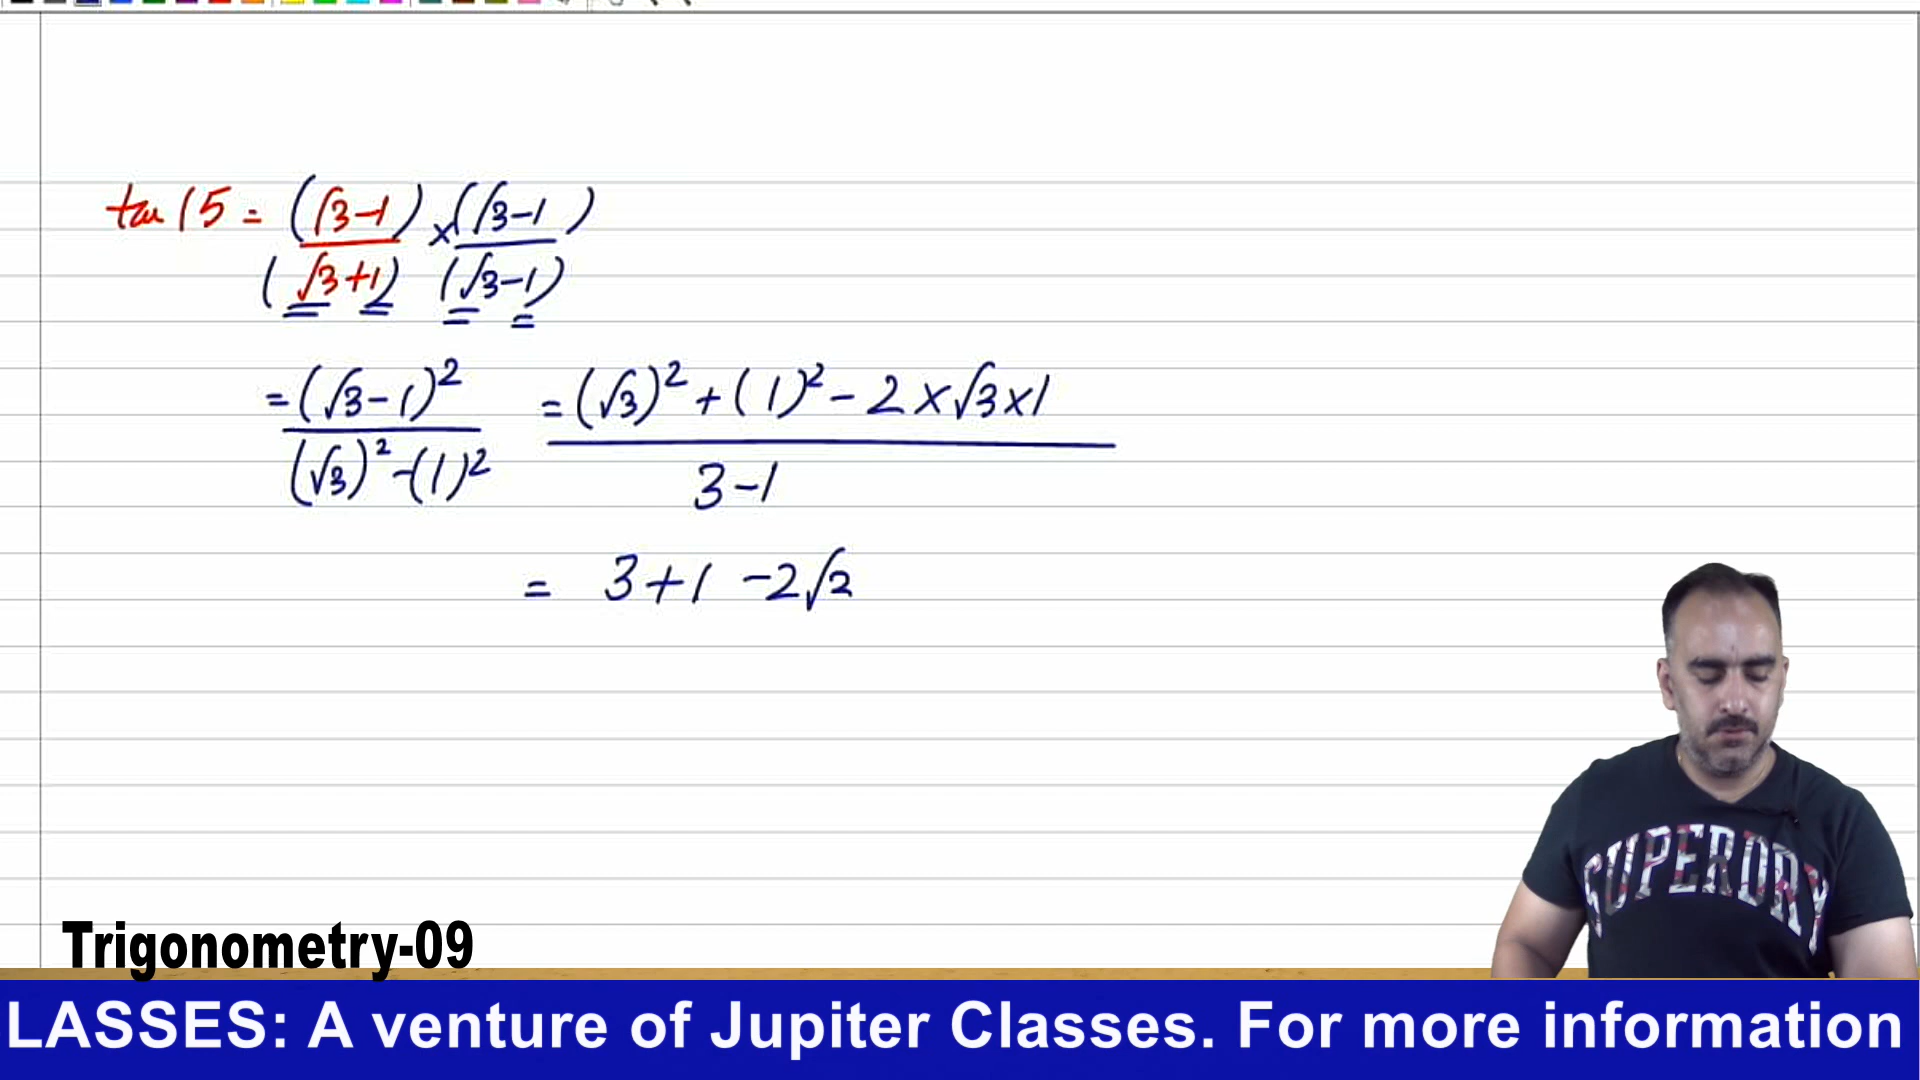 tan 15 = (√3-1) × (√3-1)
(√3+1) (√3-1)
= (√3-1)² = (√3)² + (1)² - 2 × √3 × 1
(√3)² - (1)² 3-1
= 3+1 -2√2
SUPERDRY
Trigonometry-09
LASSES: A venture of Jupiter Classes. For more information